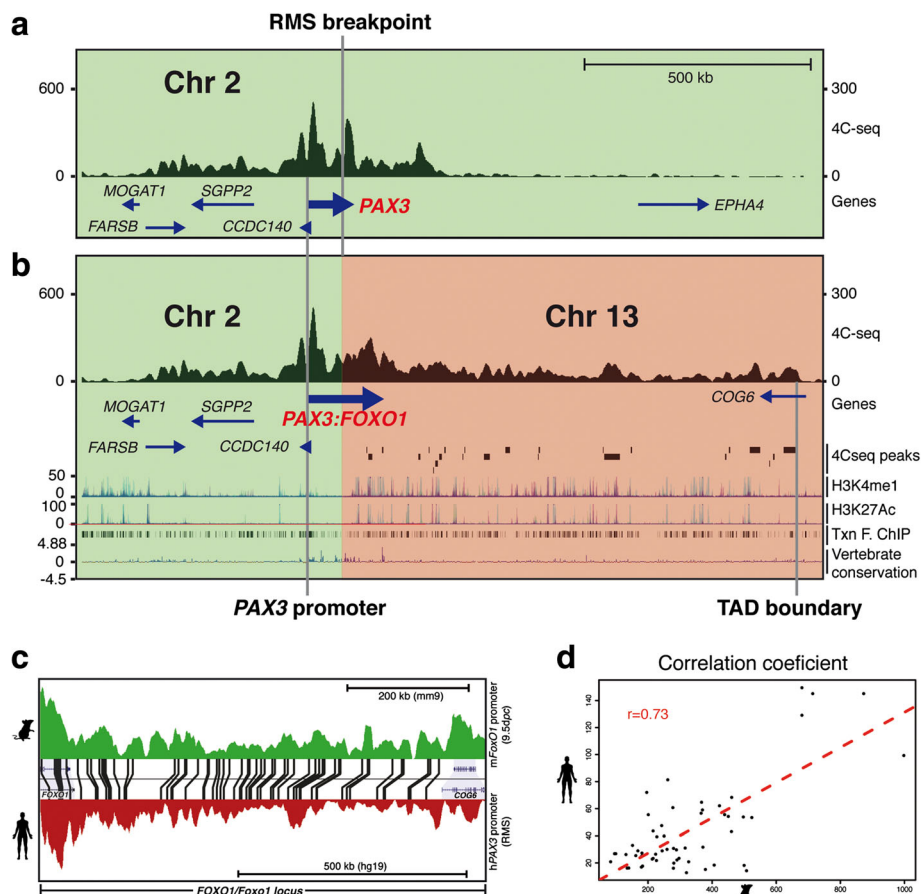 a
RMS breakpoint
Chr 2
500 kb
600
0
300
0
4C-seq
Genes
MOGAT1
SGPP2
FARSB
CCDC140
PAX3
EPHA4
b
Chr 2
Chr 13
600
0
300
0
4C-seq
Genes
MOGAT1
SGPP2
FARSB
CCDC140
PAX3:FOXO1
COG6
4Cseq peaks
50
0
H3K4me1
100
0
H3K27Ac
Txn F. ChIP
4.88
0
-4.5
Vertebrate
conservation
PAX3 promoter
TAD boundary
c
200 kb (mm9)
mFoxO1 promoter
(9.5dpc)
FOXO1
COG6
hPAX3 promoter
(RMS)
500 kb (hg19)
FOXO1/Foxo1 locus
d
Correlation coeficient
r=0.73
140
120
100
80
60
40
20
200
400
600
800
1000